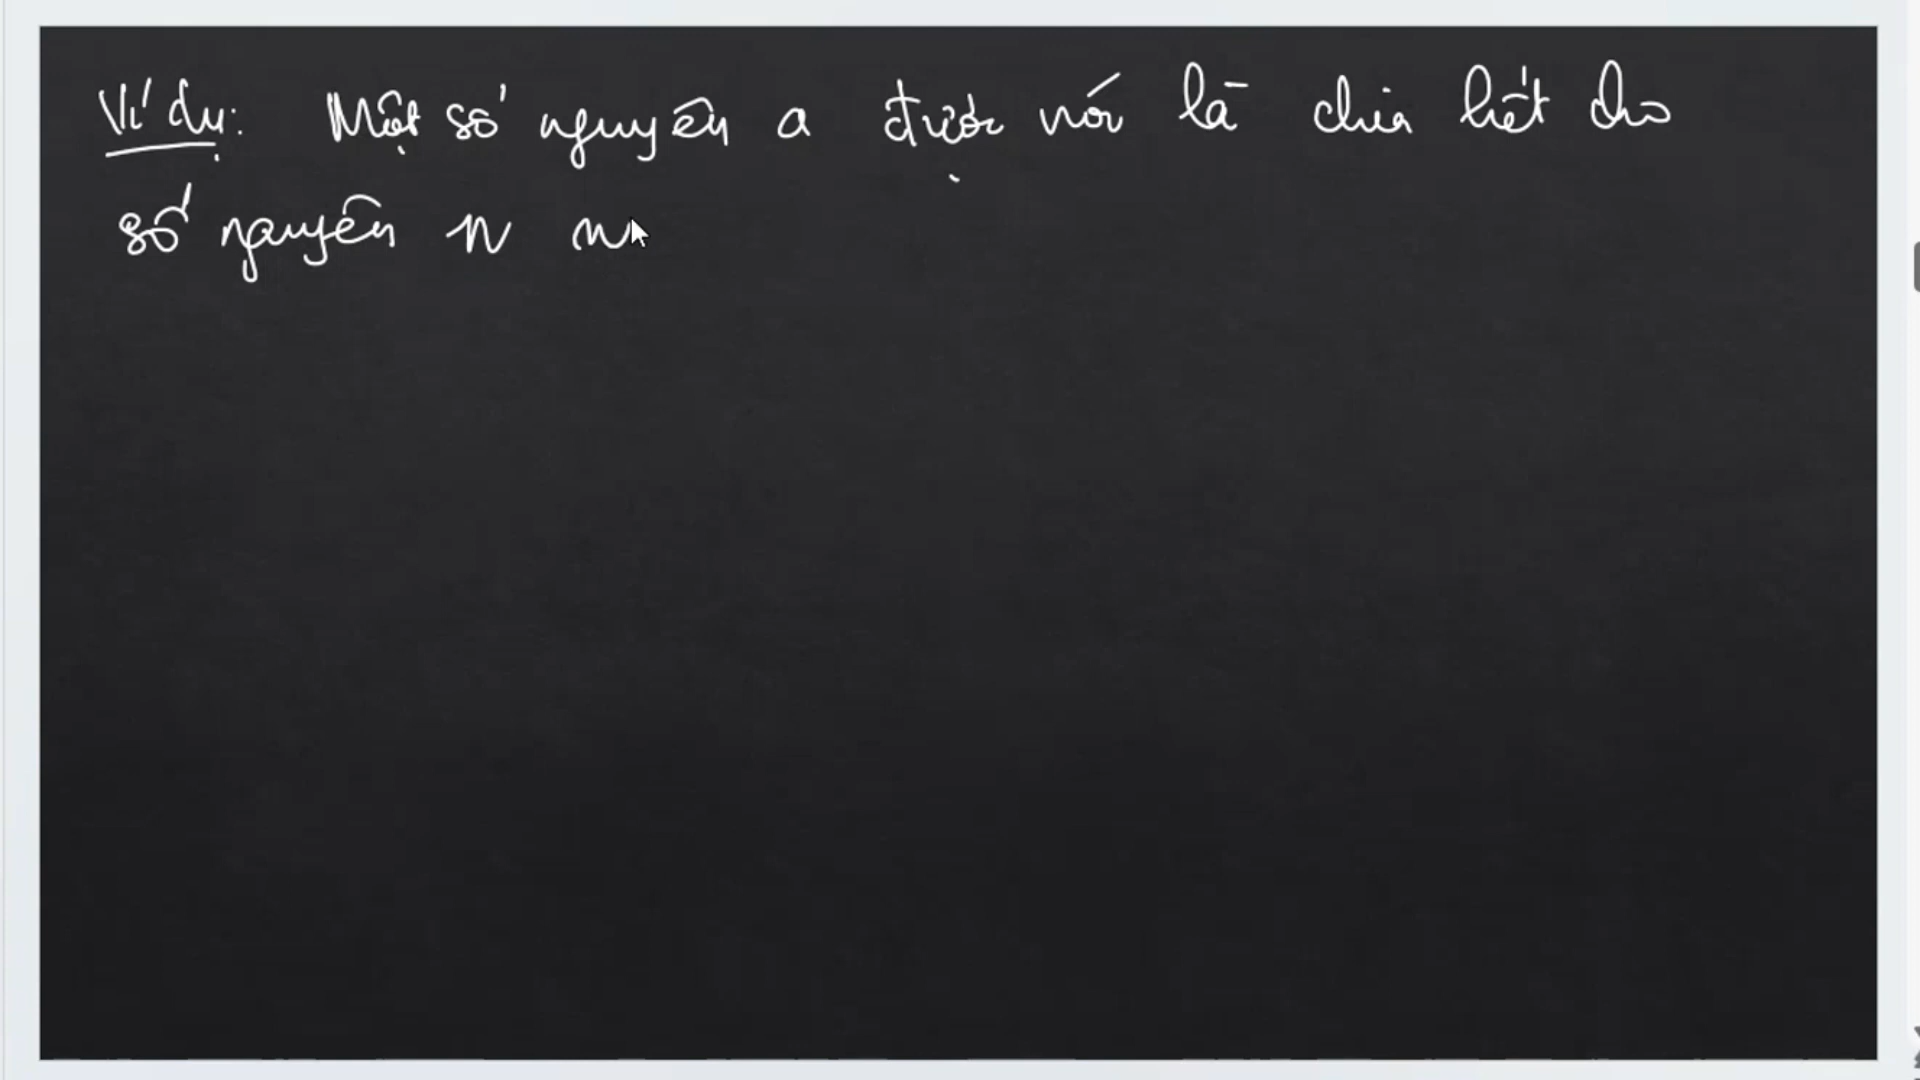 Ví dụ: Một số nguyên a được nói là chia hết cho
số nguyên n